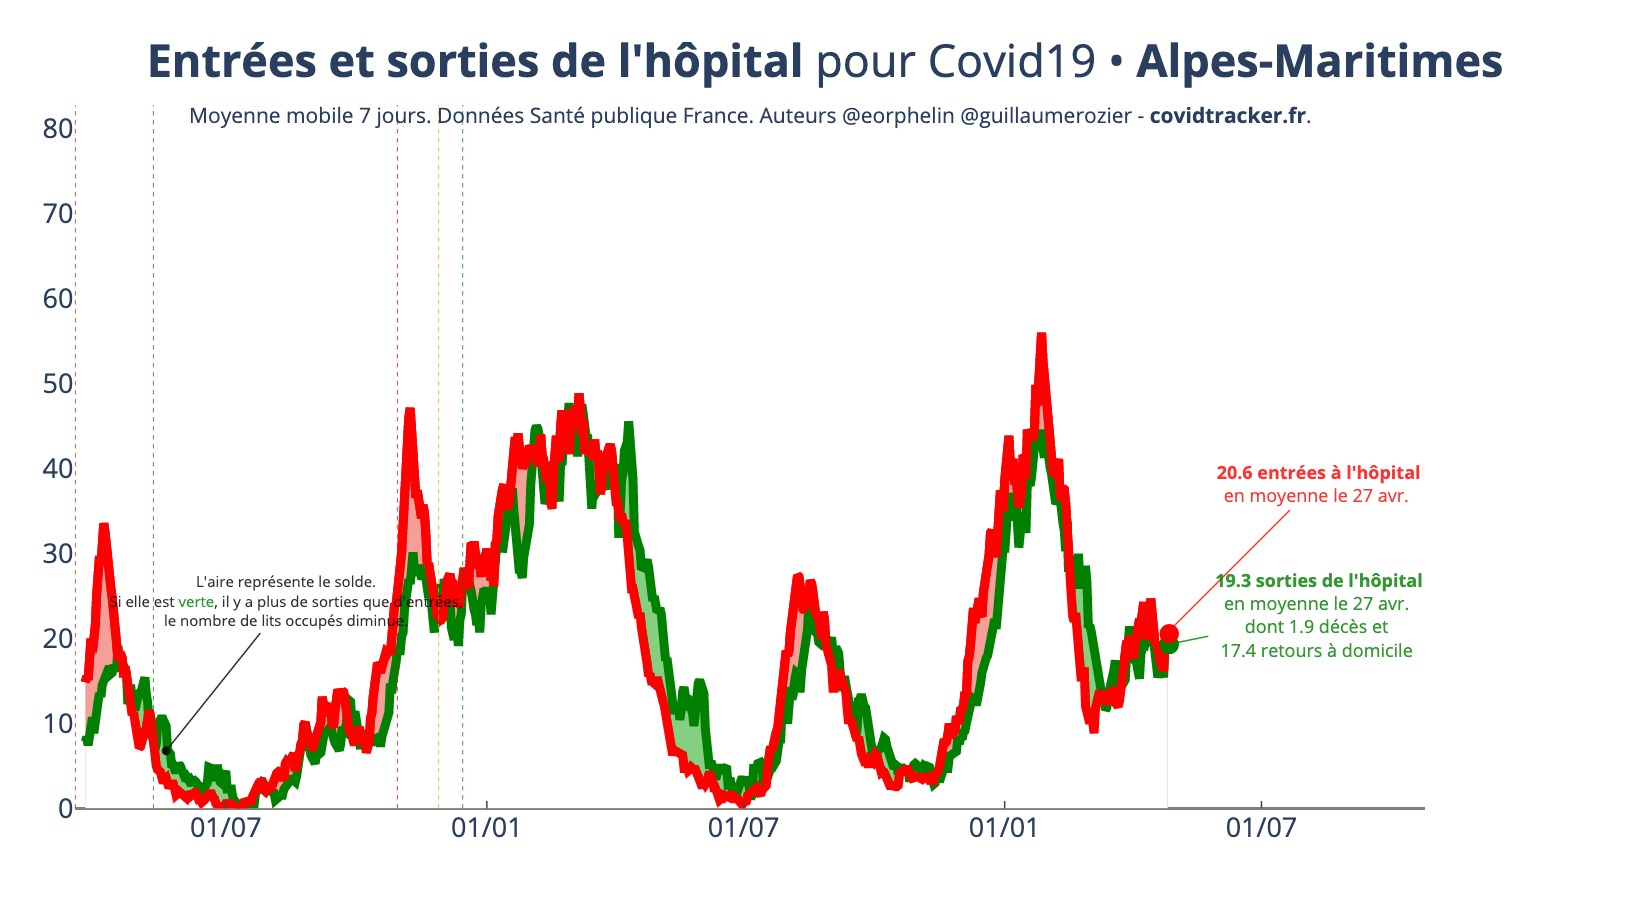 Entrées et sorties de l'hôpital pour Covid19 • Alpes-Maritimes
Moyenne mobile 7 jours. Données Santé publique France. Auteurs @eorphelin @guillaumerozier - covidtracker.fr.
80
70
60
50
40
30
20
10
0
L'aire représente le solde.
Si elle est verte, il y a plus de sorties que d'entrées,
le nombre de lits occupés diminue.
20.6 entrées à l'hôpital
en moyenne le 27 avr.
19.3 sorties de l'hôpital
en moyenne le 27 avr.
dont 1.9 décès et
17.4 retours à domicile
01/07
01/01
01/07
01/01
01/07